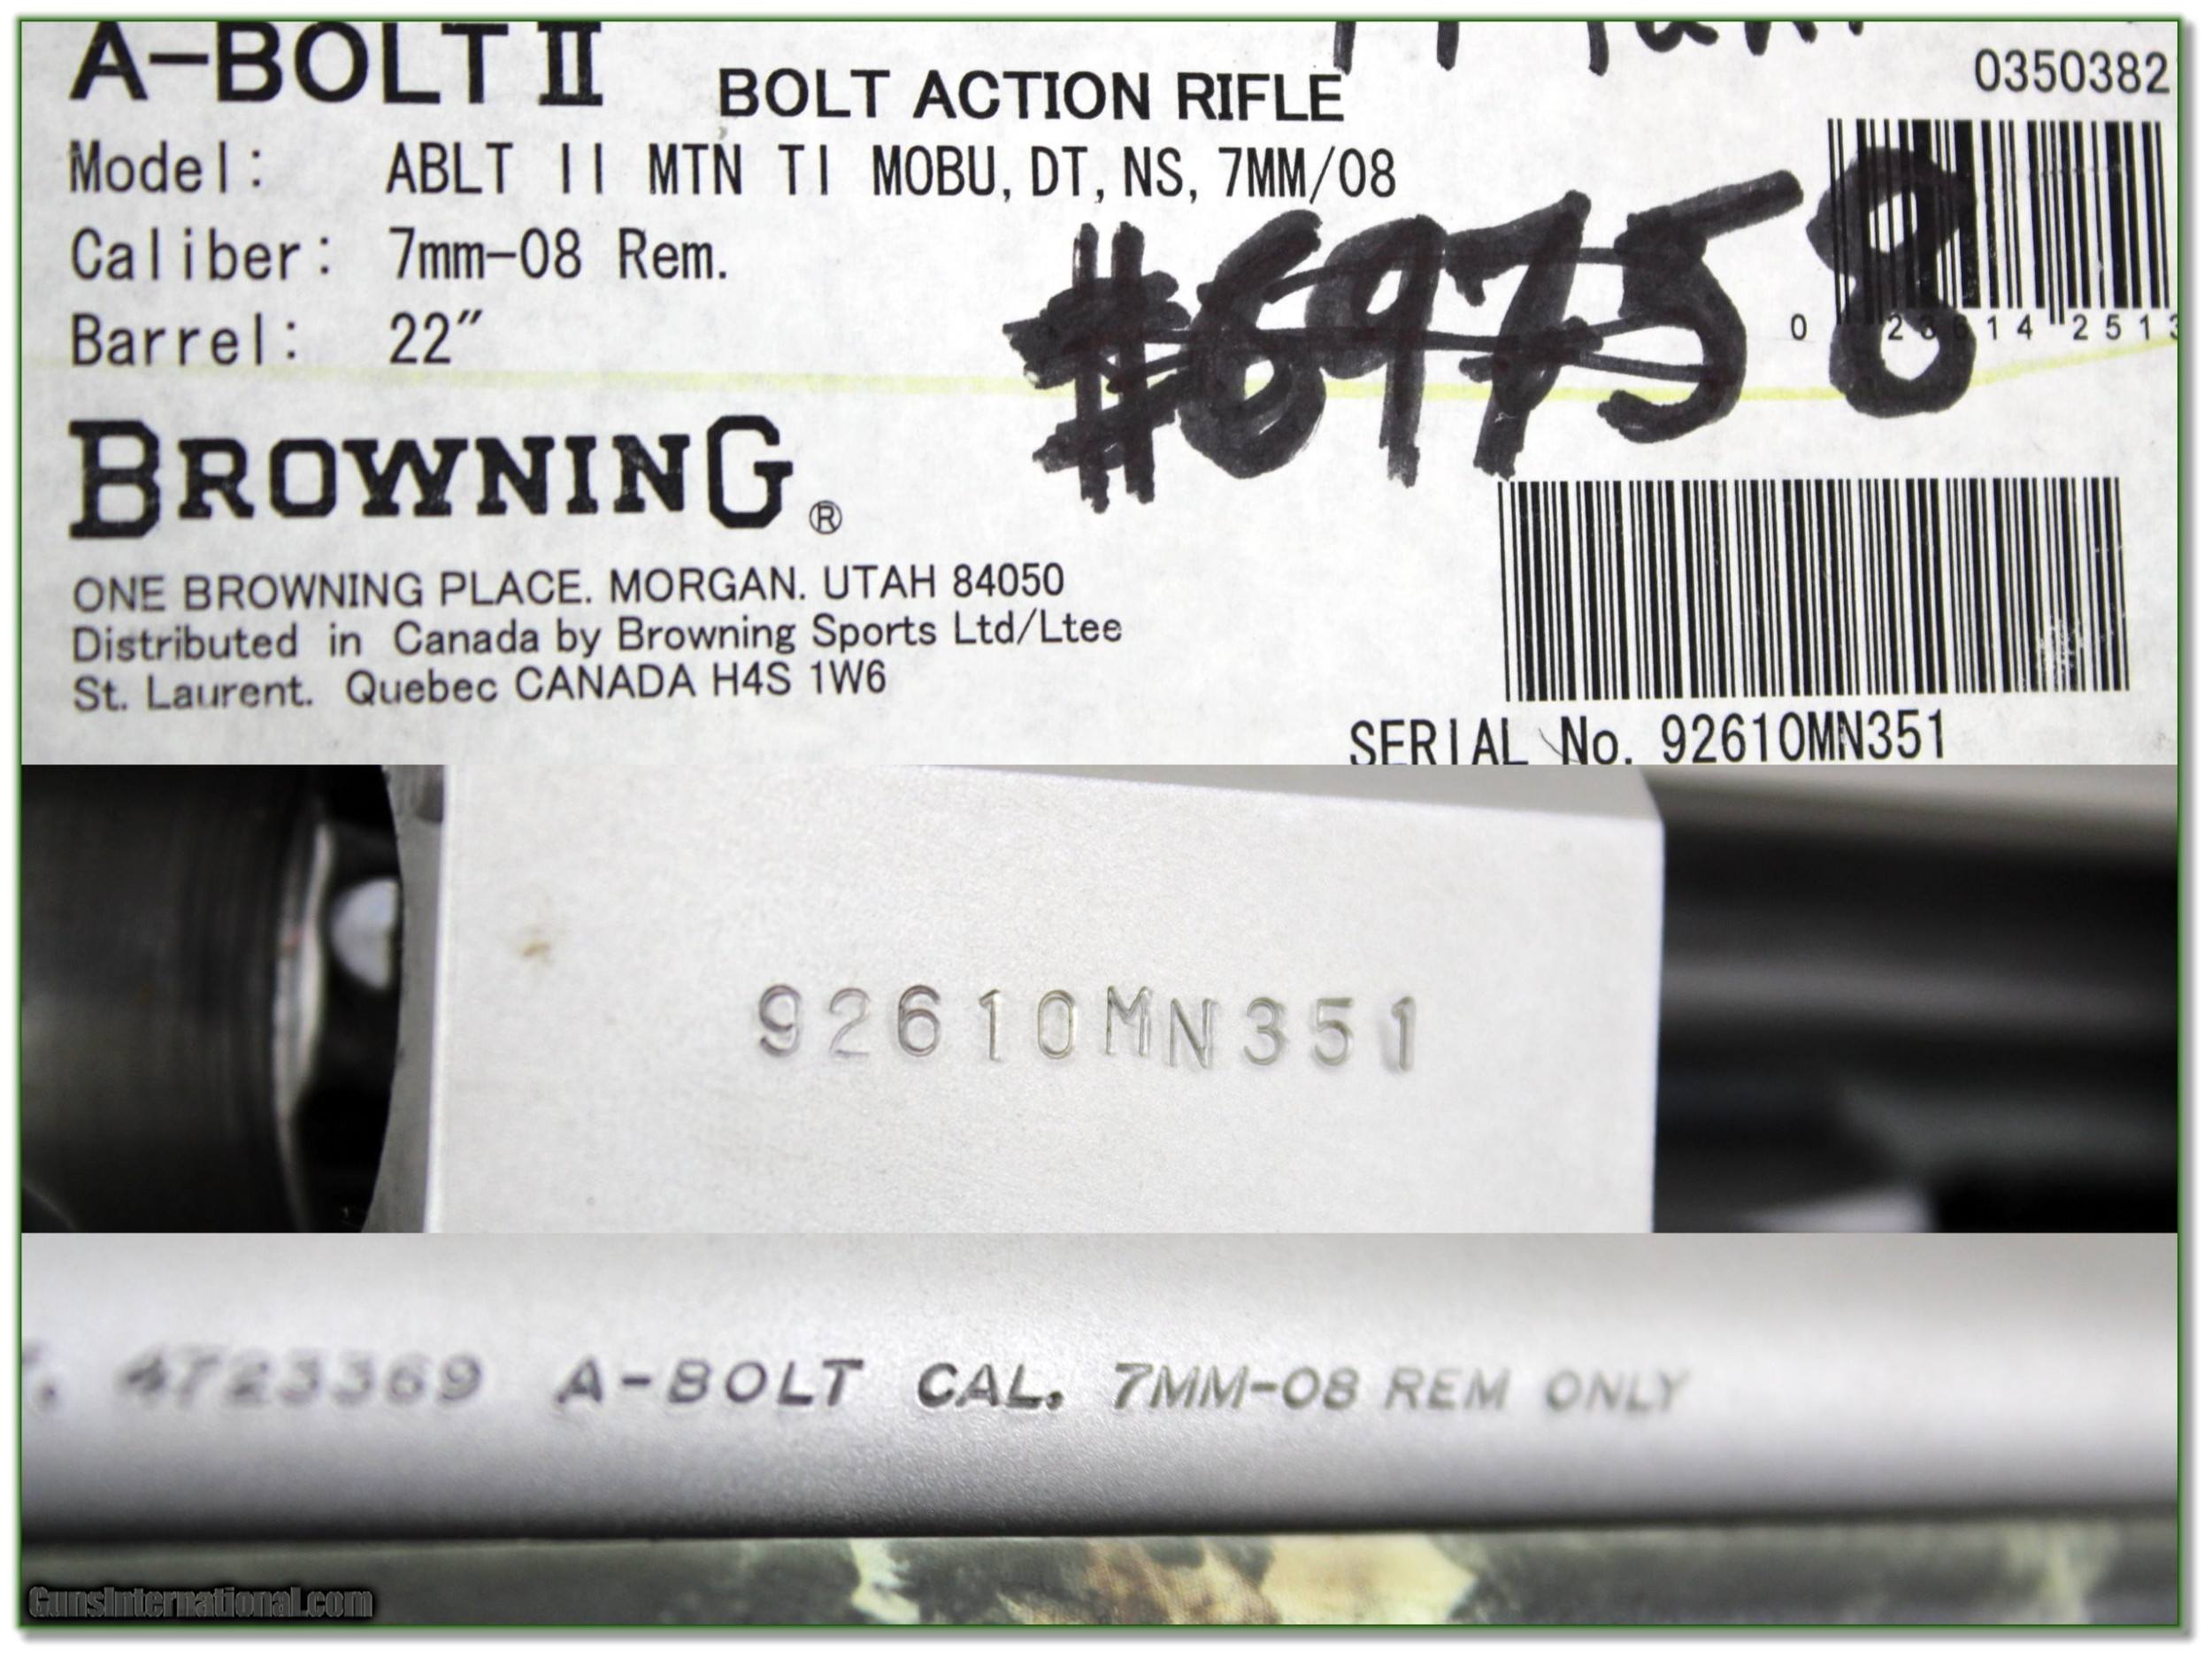 A-BOLT II
BOLT ACTION RIFLE
0350382
Model: ABLT II MTN TI MOBU, DT, NS, 7MM/08
Caliber: 7mm-08 Rem.
Barrel: 22"
#69758
BROWNING®
ONE BROWNING PLACE. MORGAN. UTAH 84050
Distributed in Canada by Browning Sports Ltd/Ltee
St. Laurent. Quebec CANADA H4S 1W6
SERIAL No. 92610MN351
92610MN351
4723369 A-BOLT CAL. 7MM-08 REM ONLY
GunsInternational.com